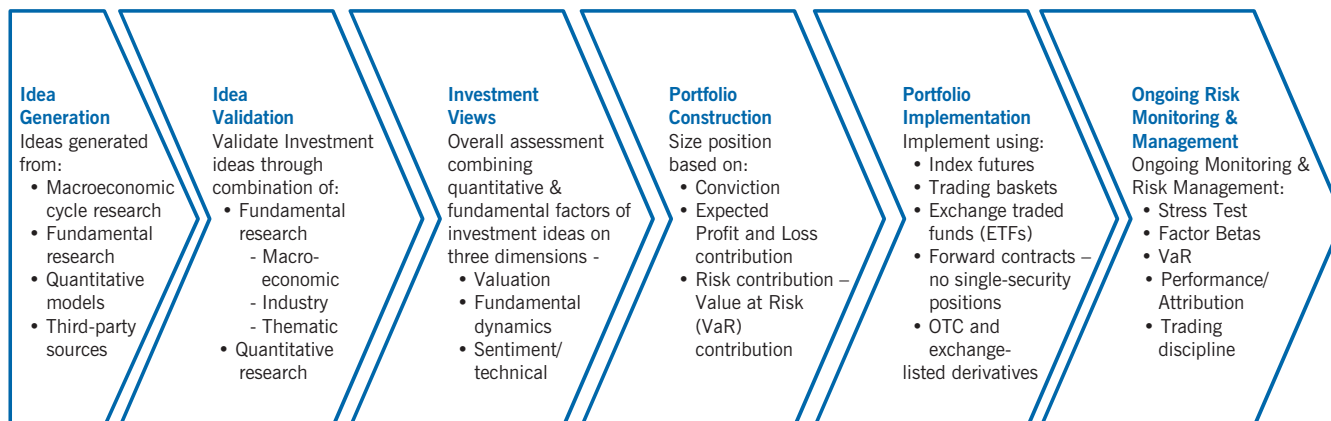 Idea
Generation
Ideas generated
from:
• Macroeconomic
cycle research
• Fundamental
research
• Quantitative
models
• Third-party
sources
Idea
Validation
Validate Investment
ideas through
combination of:
• Fundamental
research
- Macro-
economic
- Industry
- Thematic
• Quantitative
research
Investment
Views
Overall assessment
combining
quantitative &
fundamental factors of
investment ideas on
three dimensions -
• Valuation
• Fundamental
dynamics
• Sentiment/
technical
Portfolio
Construction
Size position
based on:
• Conviction
• Expected
Profit and Loss
contribution
• Risk contribution –
Value at Risk
(VaR)
contribution
Portfolio
Implementation
Implement using:
• Index futures
• Trading baskets
• Exchange traded
funds (ETFs)
• Forward contracts –
no single-security
positions
• OTC and
exchange-
listed derivatives
Ongoing Risk
Monitoring &
Management
Ongoing Monitoring &
Risk Management:
• Stress Test
• Factor Betas
• VaR
• Performance/
Attribution
• Trading
discipline